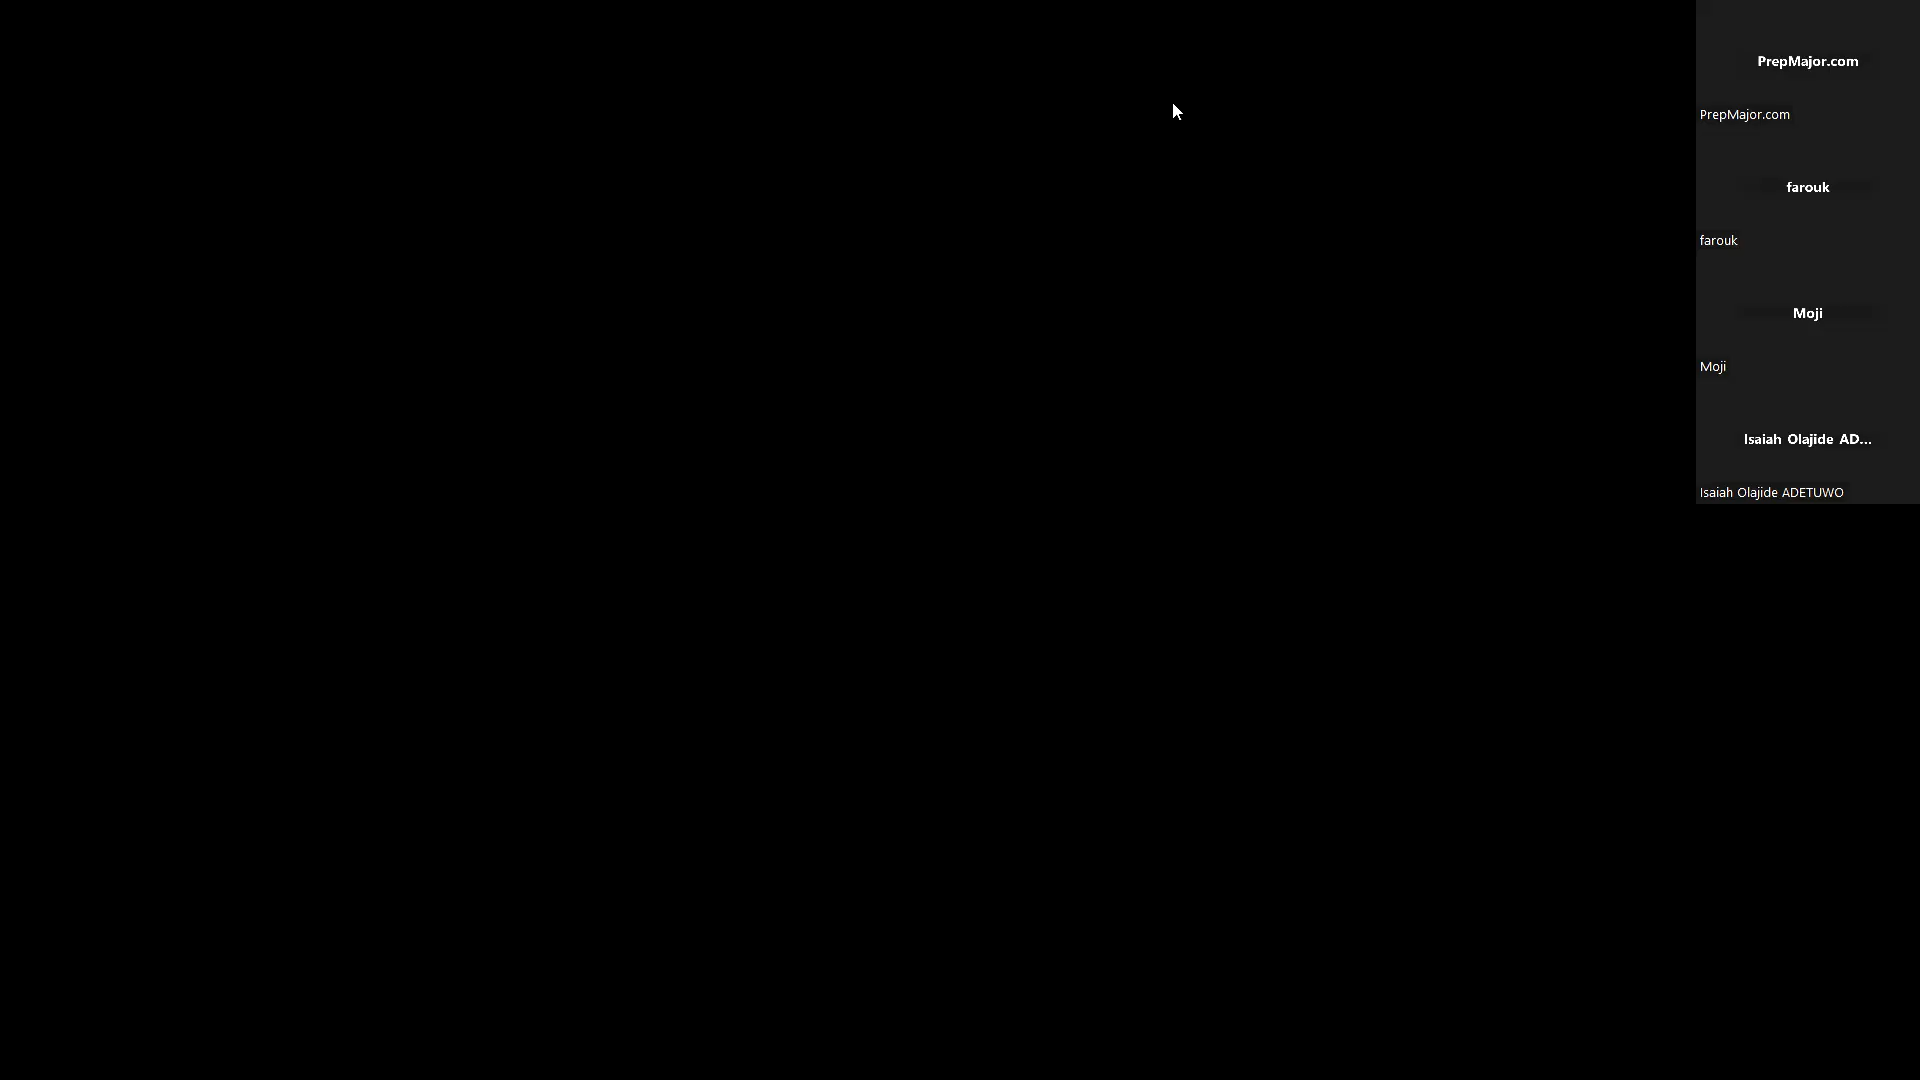 PrepMajor.com
PrepMajor.com
farouk
farouk
Moji
Moji
Isaiah Olajide AD...
Isaiah Olajide ADETUWO